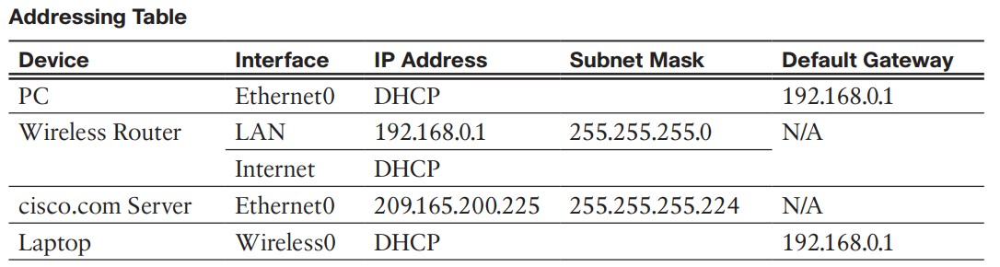 Addressing Table
Device Interface IP Address Subnet Mask Default Gateway
PC Ethernet0 DHCP 192.168.0.1
Wireless Router LAN 192.168.0.1 255.255.255.0 N/A
Internet DHCP
cisco.com Server Ethernet0 209.165.200.225 255.255.255.224 N/A
Laptop Wireless0 DHCP 192.168.0.1